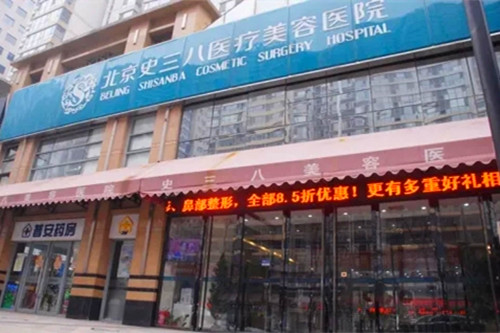 北京史三八医疗美容医院
BEIJING SHISANBA COSMETIC SURGERY HOSPITAL
史三八美容医
、鼻部整形，全部8.5折优惠！更有多重好礼相
普安药房